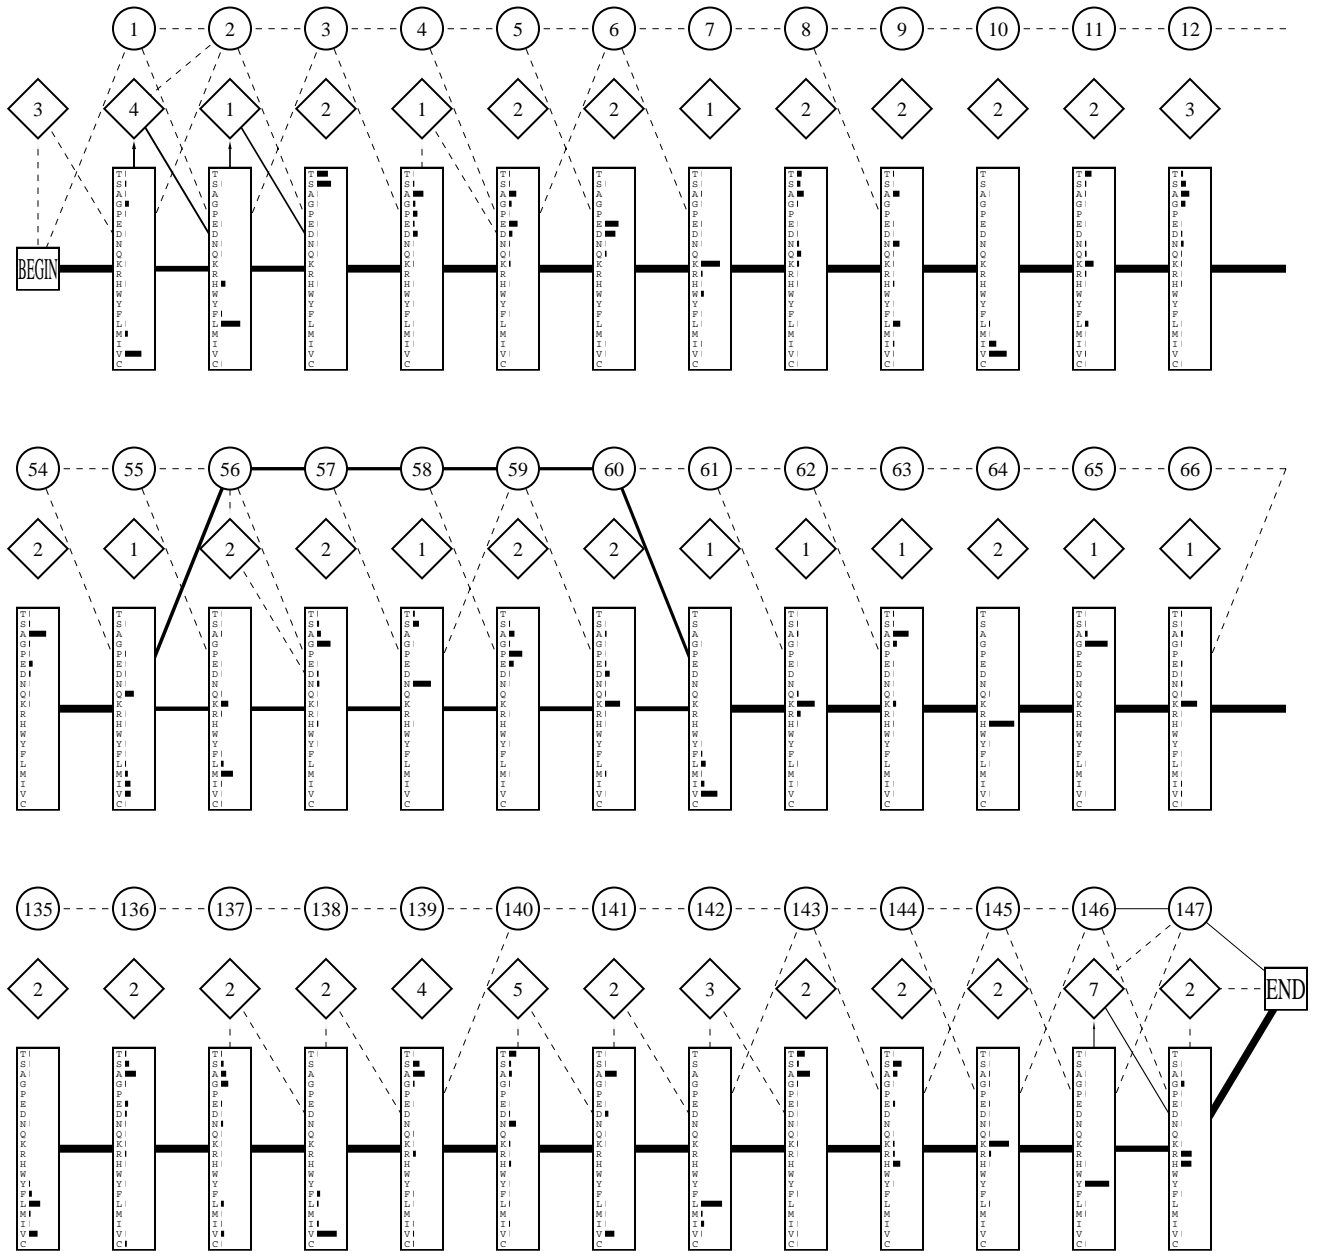 1 2 3 4 5 6 7 8 9 10 11 12
3 4 1 2 1 2 2 1 2 2 2 2 3
BEGIN
T T T T T T T T T T T T
S S S S S S S S S S S S
A A A A A A A A A A A A
G G G G G G G G G G G G
P P P P P P P P P P P P
E E E E E E E E E E E E
D D D D D D D D D D D D
N N N N N N N N N N N N
Q Q Q Q Q Q Q Q Q Q Q Q
K K K K K K K K K K K K
R R R R R R R R R R R R
H H H H H H H H H H H H
W W W W W W W W W W W W
Y Y Y Y Y Y Y Y Y Y Y Y
F F F F F F F F F F F F
L L L L L L L L L L L L
M M M M M M M M M M M M
I I I I I I I I I I I I
V V V V V V V V V V V V
C C C C C C C C C C C C
54 55 56 57 58 59 60 61 62 63 64 65 66
2 1 2 2 1 2 2 1 1 1 2 1 1
T T T T T T T T T T T T T
S S S S S S S S S S S S S
A A A A A A A A A A A A A
G G G G G G G G G G G G G
P P P P P P P P P P P P P
E E E E E E E E E E E E E
D D D D D D D D D D D D D
N N N N N N N N N N N N N
Q Q Q Q Q Q Q Q Q Q Q Q Q
K K K K K K K K K K K K K
R R R R R R R R R R R R R
H H H H H H H H H H H H H
W W W W W W W W W W W W W
Y Y Y Y Y Y Y Y Y Y Y Y Y
F F F F F F F F F F F F F
L L L L L L L L L L L L L
M M M M M M M M M M M M M
I I I I I I I I I I I I I
V V V V V V V V V V V V V
C C C C C C C C C C C C C
135 136 137 138 139 140 141 142 143 144 145 146 147
2 2 2 2 4 5 2 3 2 2 2 7 2 END
T T T T T T T T T T T T T
S S S S S S S S S S S S S
A A A A A A A A A A A A A
G G G G G G G G G G G G G
P P P P P P P P P P P P P
E E E E E E E E E E E E E
D D D D D D D D D D D D D
N N N N N N N N N N N N N
Q Q Q Q Q Q Q Q Q Q Q Q Q
K K K K K K K K K K K K K
R R R R R R R R R R R R R
H H H H H H H H H H H H H
W W W W W W W W W W W W W
Y Y Y Y Y Y Y Y Y Y Y Y Y
F F F F F F F F F F F F F
L L L L L L L L L L L L L
M M M M M M M M M M M M M
I I I I I I I I I I I I I
V V V V V V V V V V V V V
C C C C C C C C C C C C C